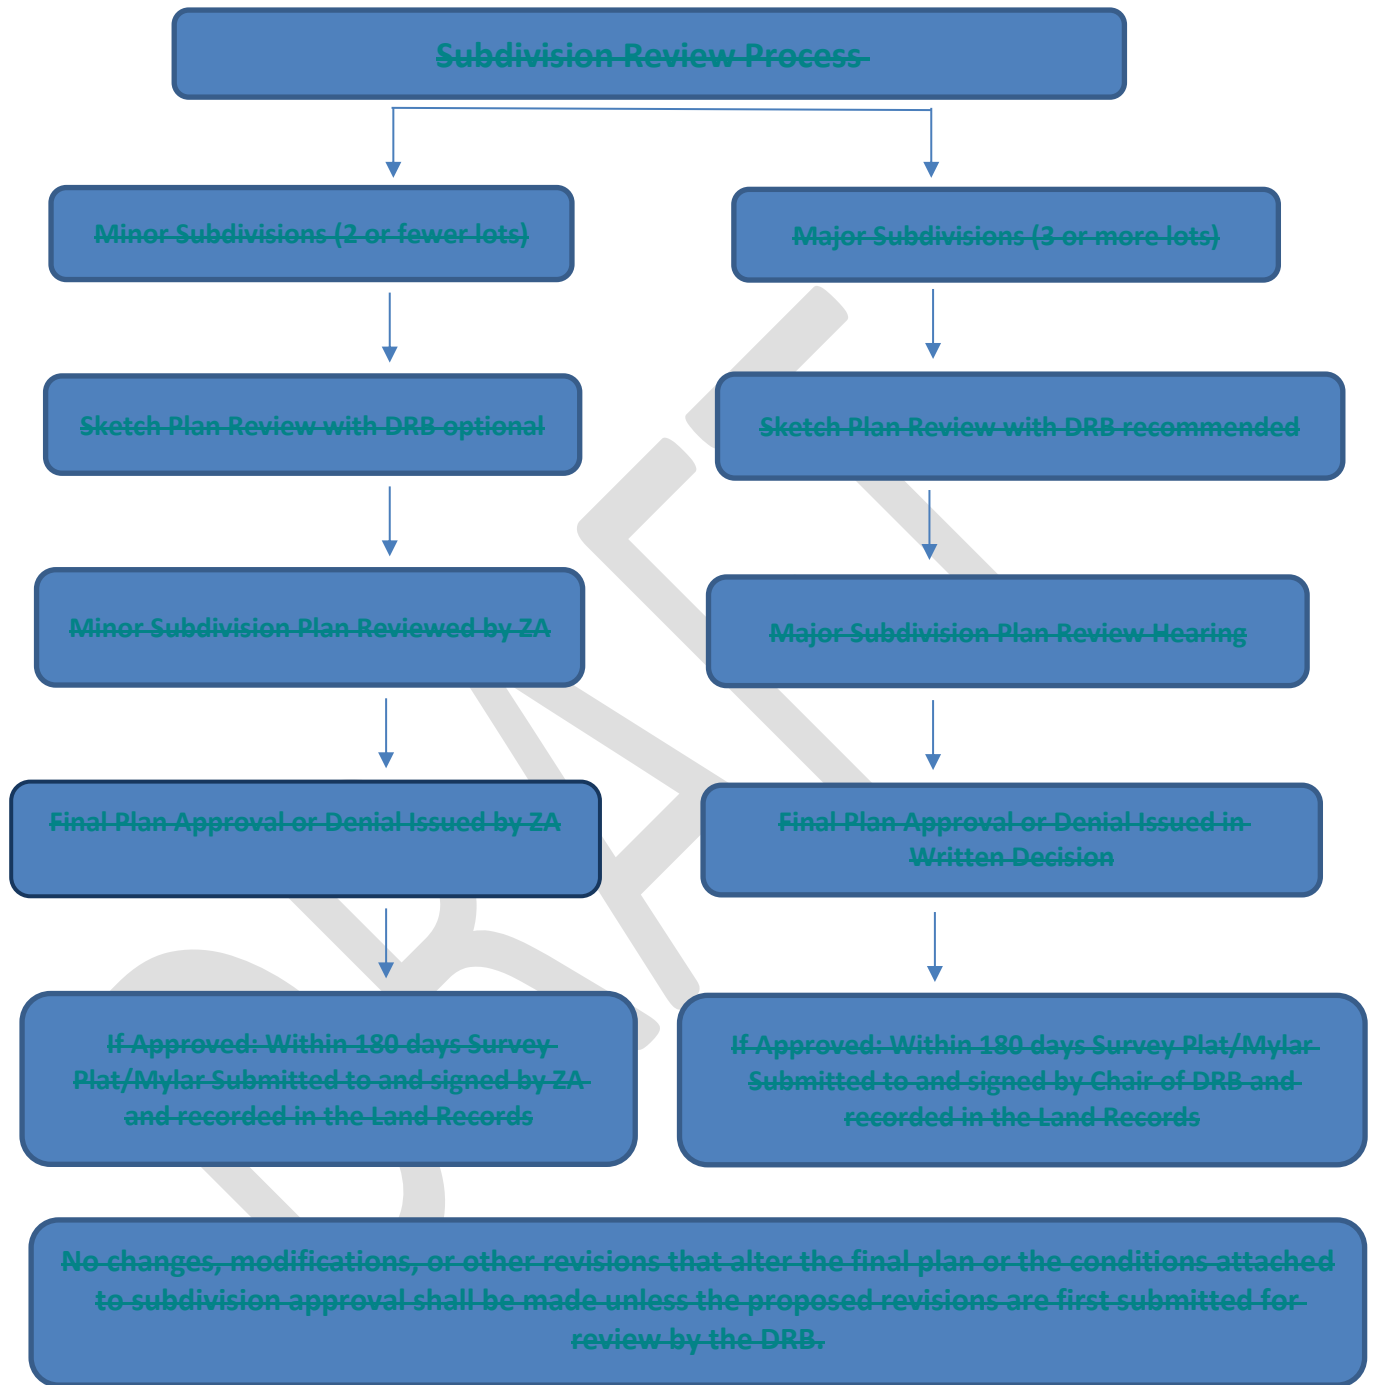 Subdivision Review Process
Minor Subdivisions (2 or fewer lots)
Major Subdivisions (3 or more lots)
Sketch Plan Review with DRB optional
Sketch Plan Review with DRB recommended
Minor Subdivision Plan Reviewed by ZA
Major Subdivision Plan Review Hearing
Final Plan Approval or Denial Issued by ZA
Final Plan Approval or Denial Issued in
Written Decision
If Approved: Within 180 days Survey
Plat/Mylar Submitted to and signed by ZA
and recorded in the Land Records
If Approved: Within 180 days Survey Plat/Mylar
Submitted to and signed by Chair of DRB and
recorded in the Land Records
No changes, modifications, or other revisions that alter the final plan or the conditions attached
to subdivision approval shall be made unless the proposed revisions are first submitted for
review by the DRB.
DRAFT